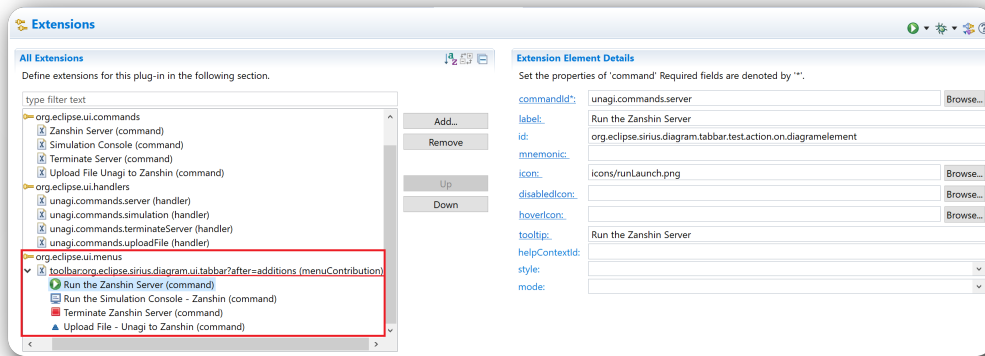 Extensions
All Extensions
Define extensions for this plug-in in the following section.
type filter text
org.eclipse.ui.commands
Zanshin Server (command)
Simulation Console (command)
Terminate Server (command)
Upload File Unagi to Zanshin (command)
org.eclipse.ui.handlers
unagi.commands.server (handler)
unagi.commands.simulation (handler)
unagi.commands.terminateServer (handler)
unagi.commands.uploadFile (handler)
org.eclipse.ui.menus
toolbar:org.eclipse.sirius.diagram.ui.tabbar?after=additions (menuContribution)
Run the Zanshin Server (command)
Run the Simulation Console - Zanshin (command)
Terminate Zanshin Server (command)
Upload File - Unagi to Zanshin (command)
Add...
Remove
Up
Down
Extension Element Details
Set the properties of 'command' Required fields are denoted by '*'.
commandId*: unagi.commands.server Browse...
label: Run the Zanshin Server
id: org.eclipse.sirius.diagram.tabbar.test.action.on.diagramelement
mnemonic:
icon: icons/runLaunch.png Browse...
disabledIcon: Browse...
hoverIcon: Browse...
tooltip: Run the Zanshin Server
helpContextId:
style:
mode: